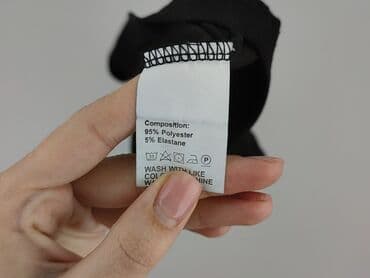 Composition:
95% Polyester
5% Elastane
P
WASH WITH LIKE